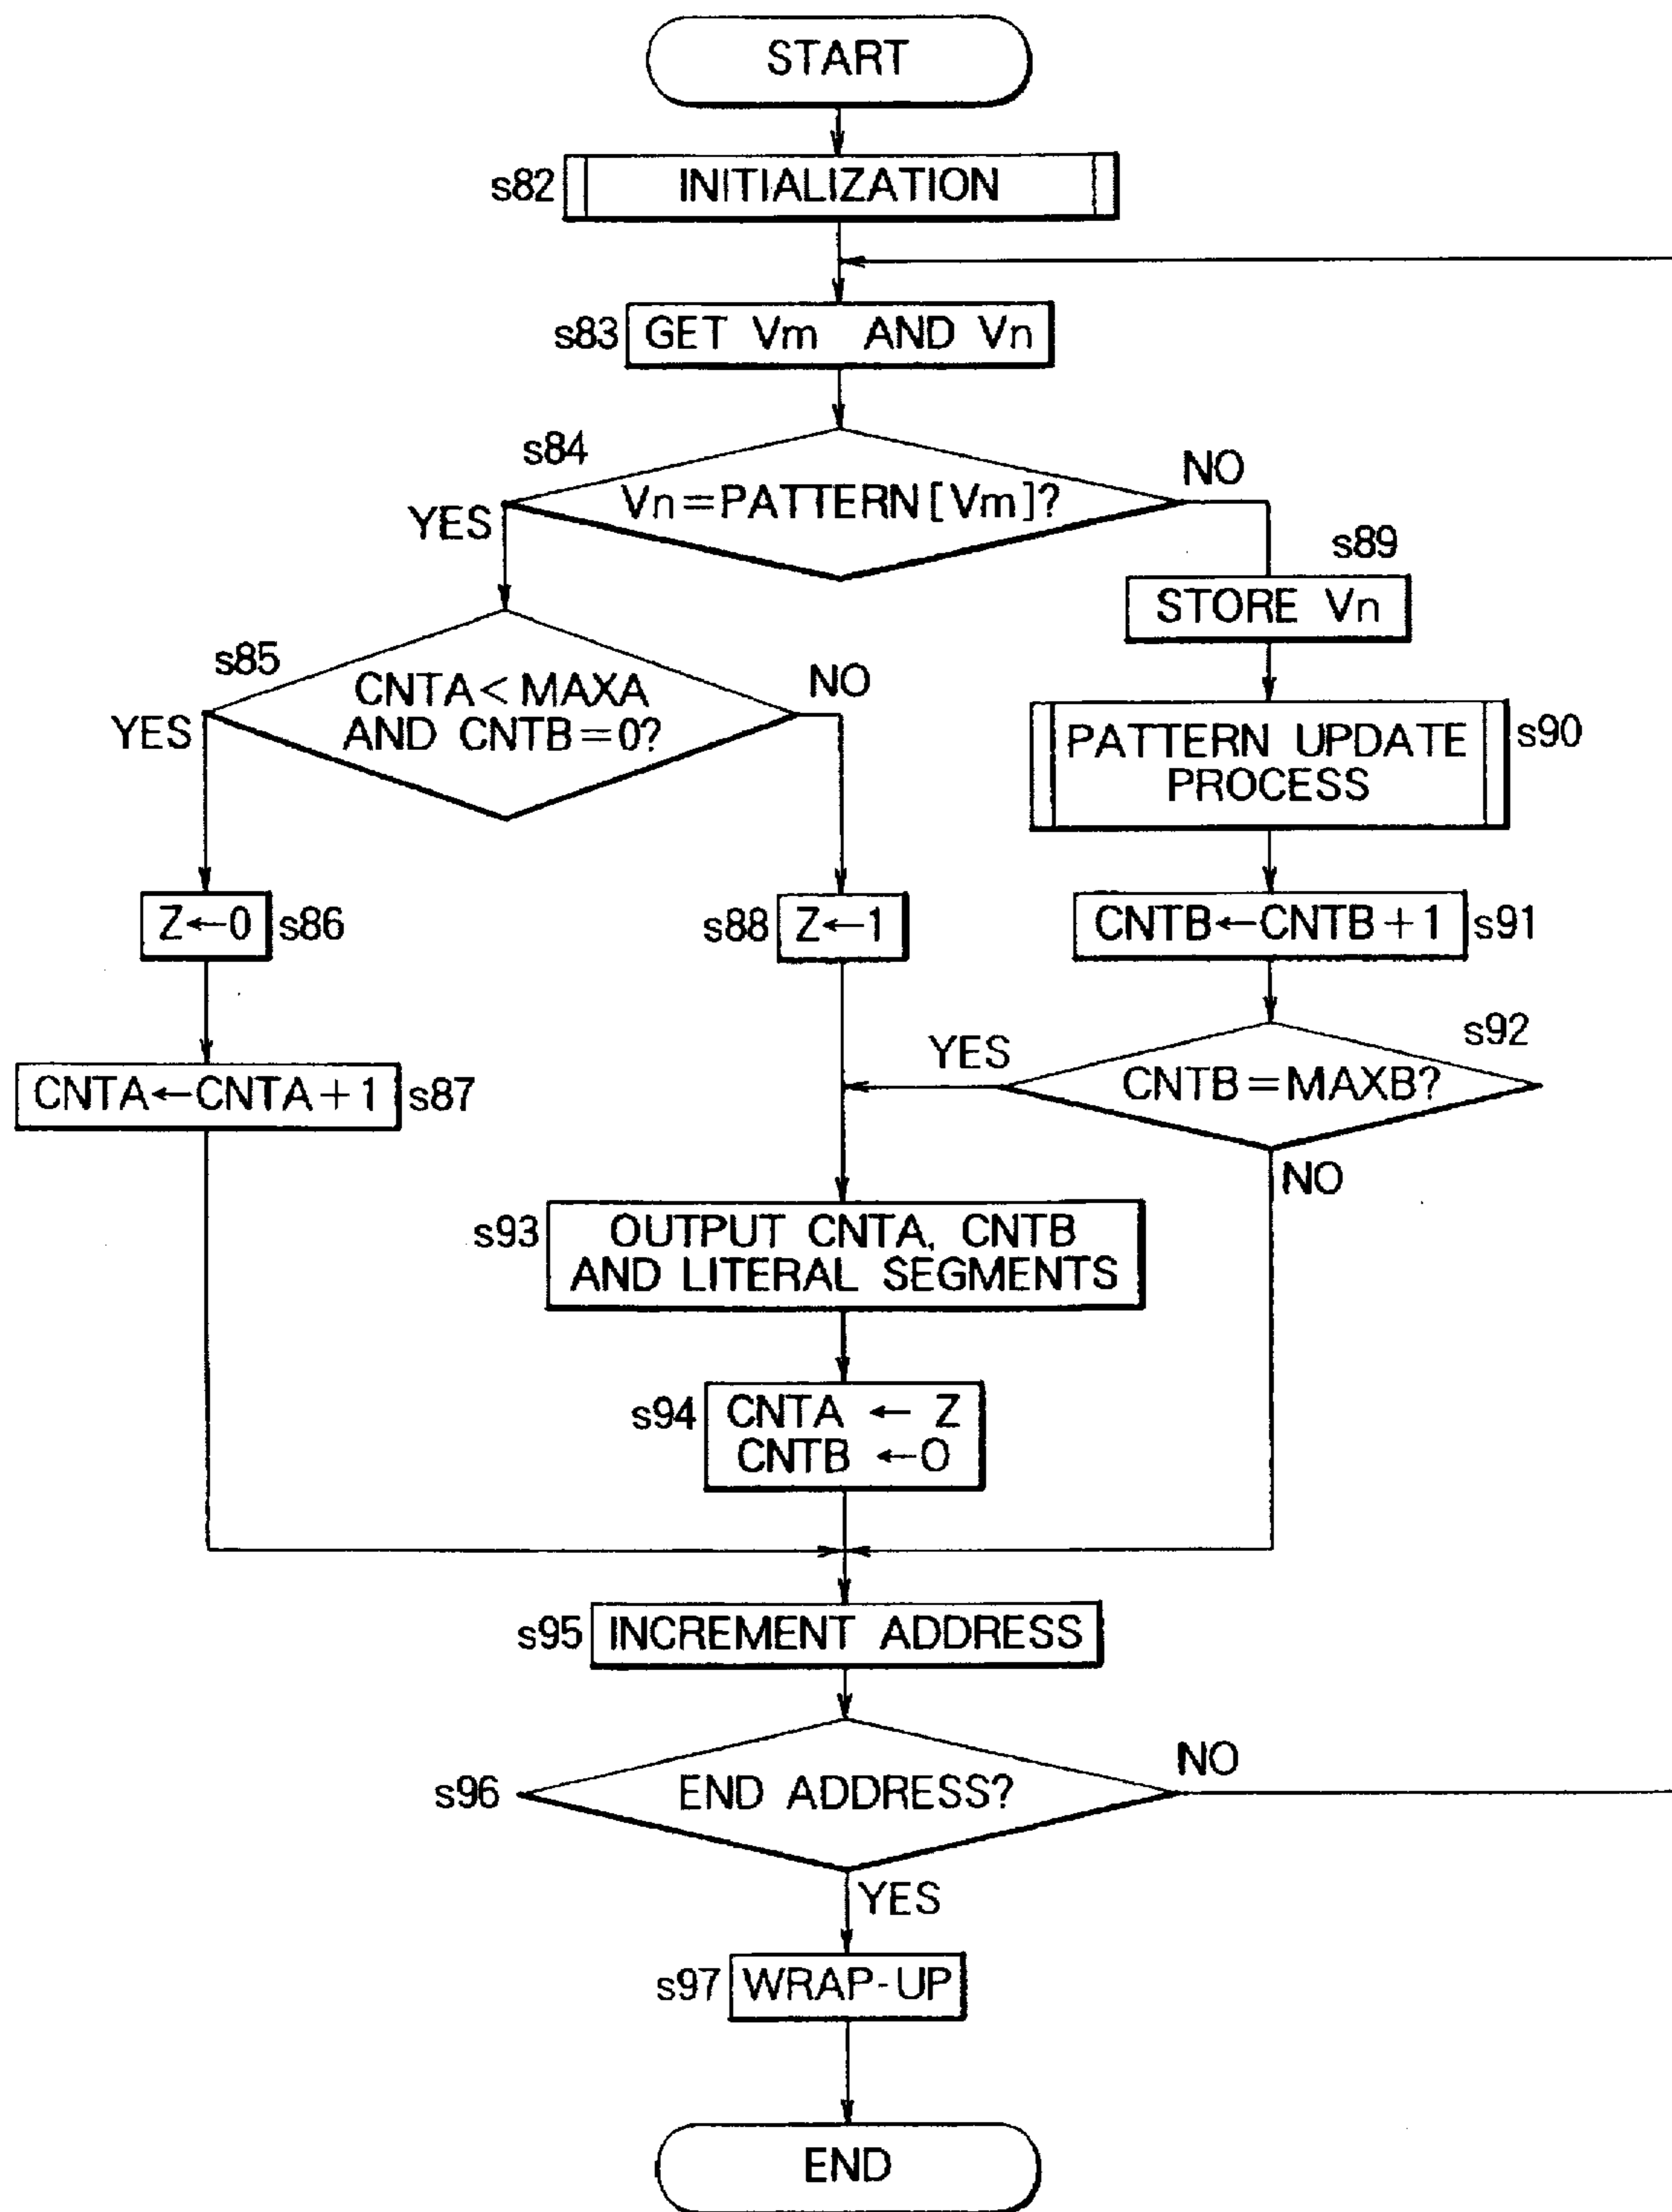 START
s82
INITIALIZATION
s83
GET Vm AND Vn
s84
Vn=PATTERN[Vm]?
YES
NO
s85
CNTA<MAXA
AND CNTB=0?
YES
NO
s89
STORE Vn
PATTERN UPDATE
PROCESS
s90
Z←0
s86
s88
Z←1
CNTB←CNTB+1
s91
CNTA←CNTA+1
s87
s92
CNTB=MAXB?
YES
NO
s93
OUTPUT CNTA, CNTB
AND LITERAL SEGMENTS
s94
CNTA ← Z
CNTB ←0
s95
INCREMENT ADDRESS
s96
END ADDRESS?
NO
YES
s97
WRAP-UP
END